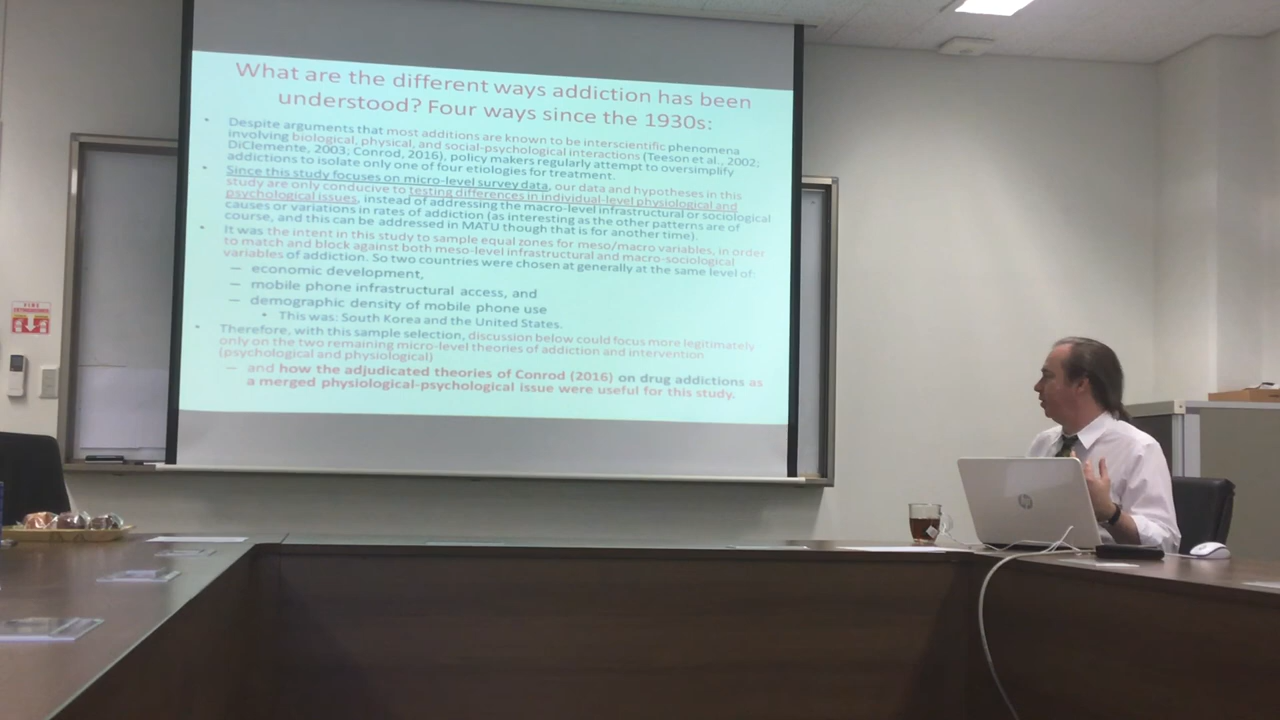 What are the different ways addiction has been
understood? Four ways since the 1930s:
• Despite arguments that most additions are known to be interscientific phenomena
involving biological, physical, and social-psychological interactions (Teeson et al., 2002;
DiClemente, 2003; Conrod, 2016), policy makers regularly attempt to oversimplify
addictions to isolate only one of four etiologies for treatment.
• Since this study focuses on micro-level survey data, our data and hypotheses in this
study are only conducive to testing differences in individual-level physiological and
psychological issues, instead of addressing the macro-level infrastructural or sociological
causes or variations in rates of addiction (as interesting as the other patterns are of
course, and this can be addressed in MATU though that is for another time).
• It was the intent in this study to sample equal zones for meso/macro variables, in order
to match and block against both meso-level infrastructural and macro-sociological
variables of addiction. So two countries were chosen at generally at the same level of:
– economic development,
– mobile phone infrastructural access, and
– demographic density of mobile phone use
• This was: South Korea and the United States.
• Therefore, with this sample selection, discussion below could focus more legitimately
only on the two remaining micro-level theories of addiction and intervention
(psychological and physiological)
– and how the adjudicated theories of Conrod (2016) on drug addictions as
a merged physiological-psychological issue were useful for this study.
FIRE
EXTINGUISHER
hp